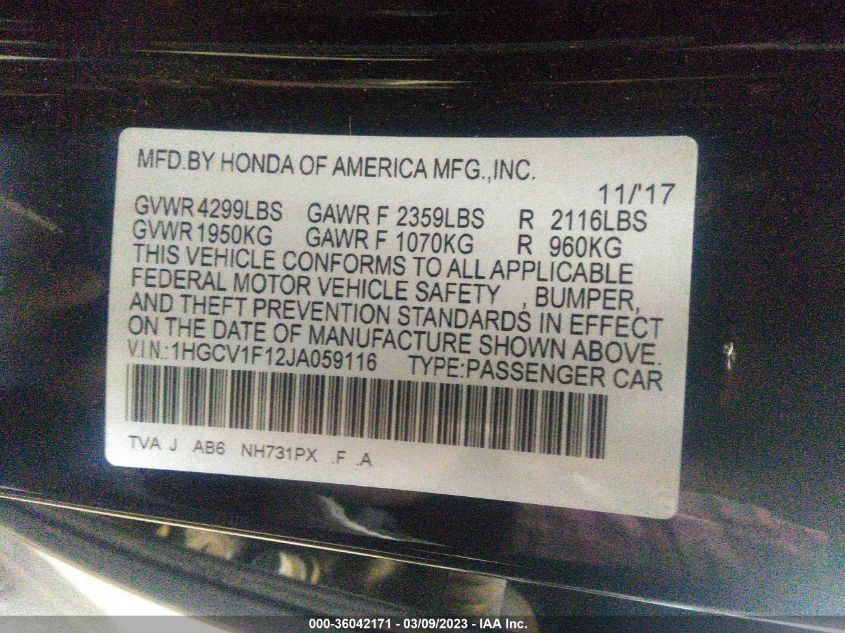 MFD.BY HONDA OF AMERICA MFG.,INC.
11/'17
GVWR 4299LBS GAWR F 2359LBS R 2116LBS
GVWR 1950KG GAWR F 1070KG R 960KG
THIS VEHICLE CONFORMS TO ALL APPLICABLE
FEDERAL MOTOR VEHICLE SAFETY , BUMPER,
AND THEFT PREVENTION STANDARDS IN EFFECT
ON THE DATE OF MANUFACTURE SHOWN ABOVE.
V.I.N.:1HGCV1F12JA059116 TYPE:PASSENGER CAR
TVA J AB6 NH731PX .F .A
000-36042171 - 03/09/2023 - IAA Inc.